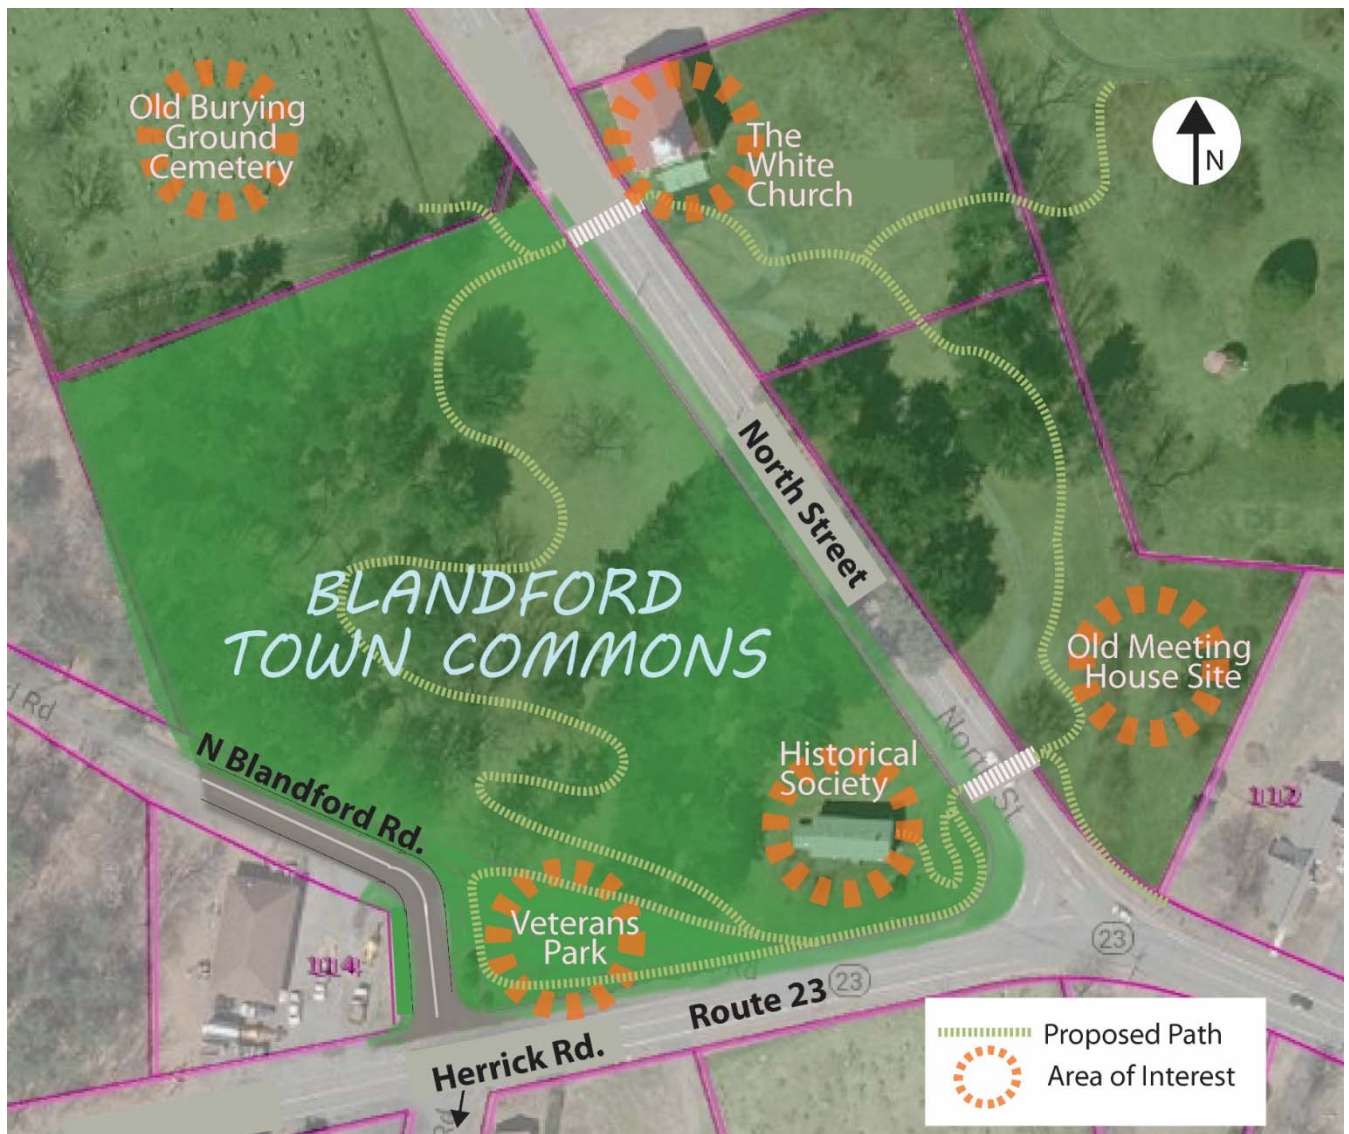 Old Burying
Ground
Cemetery
The
White
Church
N
North Street
BLANDFORD
TOWN COMMONS
Old Meeting
House Site
Rd
N Blandford Rd.
North St
Historical
Society
112
Veterans
Park
114
Rd
23
23
Route 23
Herrick Rd.
Rd
Proposed Path
Area of Interest